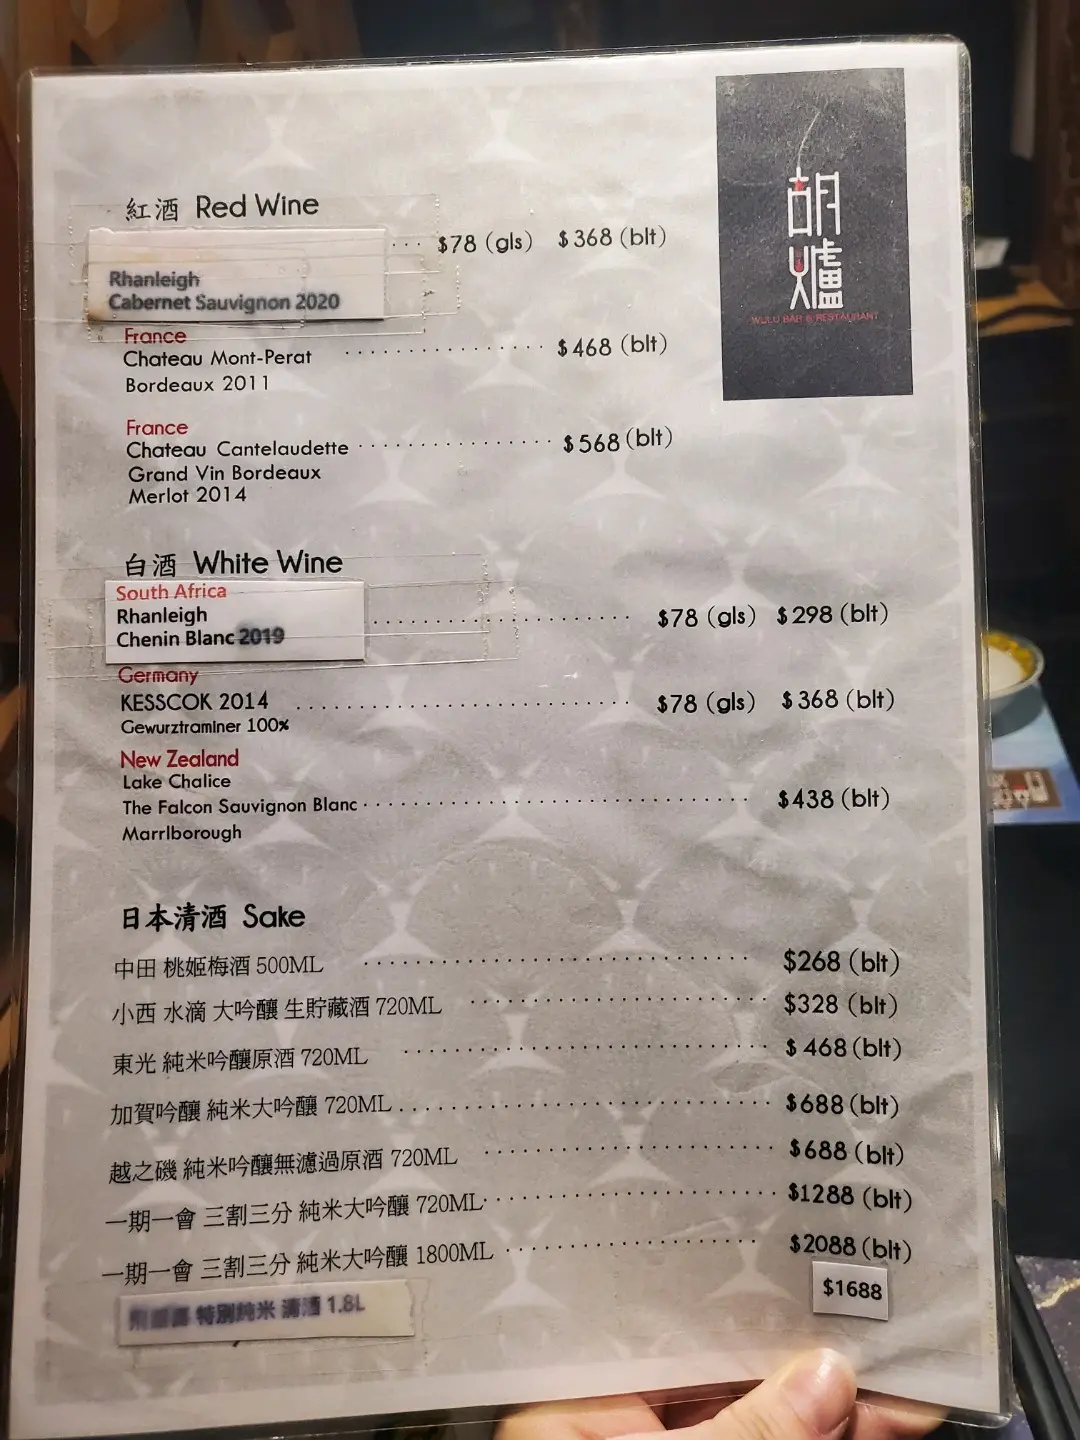 胡
爐
WULU BAR & RESTAURANT
紅酒 Red Wine
Rhanleigh ··· $78 (gls) $368 (blt)
Cabernet Sauvignon 2020
France
Chateau Mont-Perat ···················· $468 (blt)
Bordeaux 2011
France
Chateau Cantelaudette ···················· $568 (blt)
Grand Vin Bordeaux
Merlot 2014
白酒 White Wine
South Africa
Rhanleigh ···················· $78 (gls) $298 (blt)
Chenin Blanc 2019
Germany
KESSCOK 2014 ···················· $78 (gls) $368 (blt)
GewurztramIner 100%
New Zealand
Lake Chalice
The Falcon Sauvignon Blanc ···················· $438 (blt)
Marrlborough
日本清酒 Sake
中田 桃姬梅酒 500ML ···················· $268 (blt)
小西 水滴 大吟釀 生貯藏酒 720ML ···················· $328 (blt)
東光 純米吟釀原酒 720ML ···················· $468 (blt)
加賀吟釀 純米大吟釀 720ML ···················· $688 (blt)
越之磯 純米吟釀無濾過原酒 720ML ···················· $688 (blt)
一期一會 三割三分 純米大吟釀 720ML ···················· $1288 (blt)
一期一會 三割三分 純米大吟釀 1800ML ···················· $2088 (blt)
特別純米 清酒 1.8L $1688